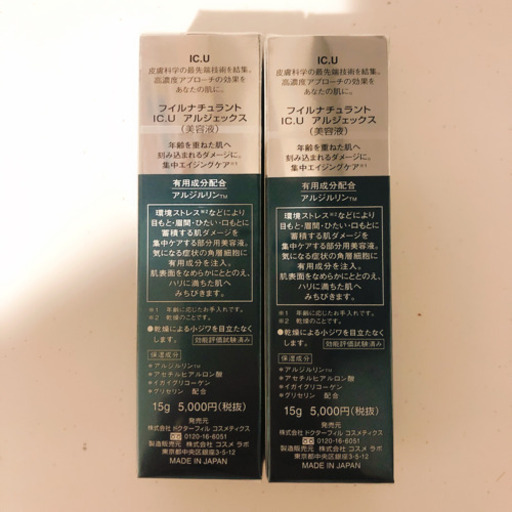 IC.U
皮膚科学の最先端技術を結集。
高濃度アプローチの効果を
あなたの肌に。
フイルナチュラント
IC.U アルジェックス
(美容液)
年齢を重ねた肌へ
刻み込まれるダメージに。
集中エイジングケア※1
有用成分配合
アルジルリン™
環境ストレス※2などにより
目もと・眉間・ひたい・口もとに
蓄積する肌ダメージを
集中ケアする部分用美容液。
気になる症状の角層細胞に
有用成分を注入。
肌表面をなめらかにととのえ、
ハリに満ちた肌へ
みちびきます。
※1 年齢に応じたお手入れです。
※2 乾燥のことです。
●乾燥による小ジワを目立たなく
します。 効能評価試験済み
保湿成分
＊アルジルリン™
＊アセチルヒアルロン酸
＊イガイグリコーゲン
＊グリセリン 配合
15g 5,000円(税抜)
発売元
株式会社 ドクターフィル コスメティクス
0120-16-6051
製造販売元 株式会社 コスメ ラボ
東京都中央区銀座3-5-12
MADE IN JAPAN
IC.U
皮膚科学の最先端技術を結集。
高濃度アプローチの効果を
あなたの肌に。
フイルナチュラント
IC.U アルジェックス
(美容液)
年齢を重ねた肌へ
刻み込まれるダメージに。
集中エイジングケア※1
有用成分配合
アルジルリン™
環境ストレス※2などにより
目もと・眉間・ひたい・口もとに
蓄積する肌ダメージを
集中ケアする部分用美容液。
気になる症状の角層細胞に
有用成分を注入。
肌表面をなめらかにととのえ、
ハリに満ちた肌へ
みちびきます。
※1 年齢に応じたお手入れです。
※2 乾燥のことです。
●乾燥による小ジワを目立たなく
します。 効能評価試験済み
保湿成分
＊アルジルリン™
＊アセチルヒアルロン酸
＊イガイグリコーゲン
＊グリセリン 配合
15g 5,000円(税抜)
発売元
株式会社 ドクターフィル コスメティクス
0120-16-6051
製造販売元 株式会社 コスメ ラボ
東京都中央区銀座3-5-12
MADE IN JAPAN